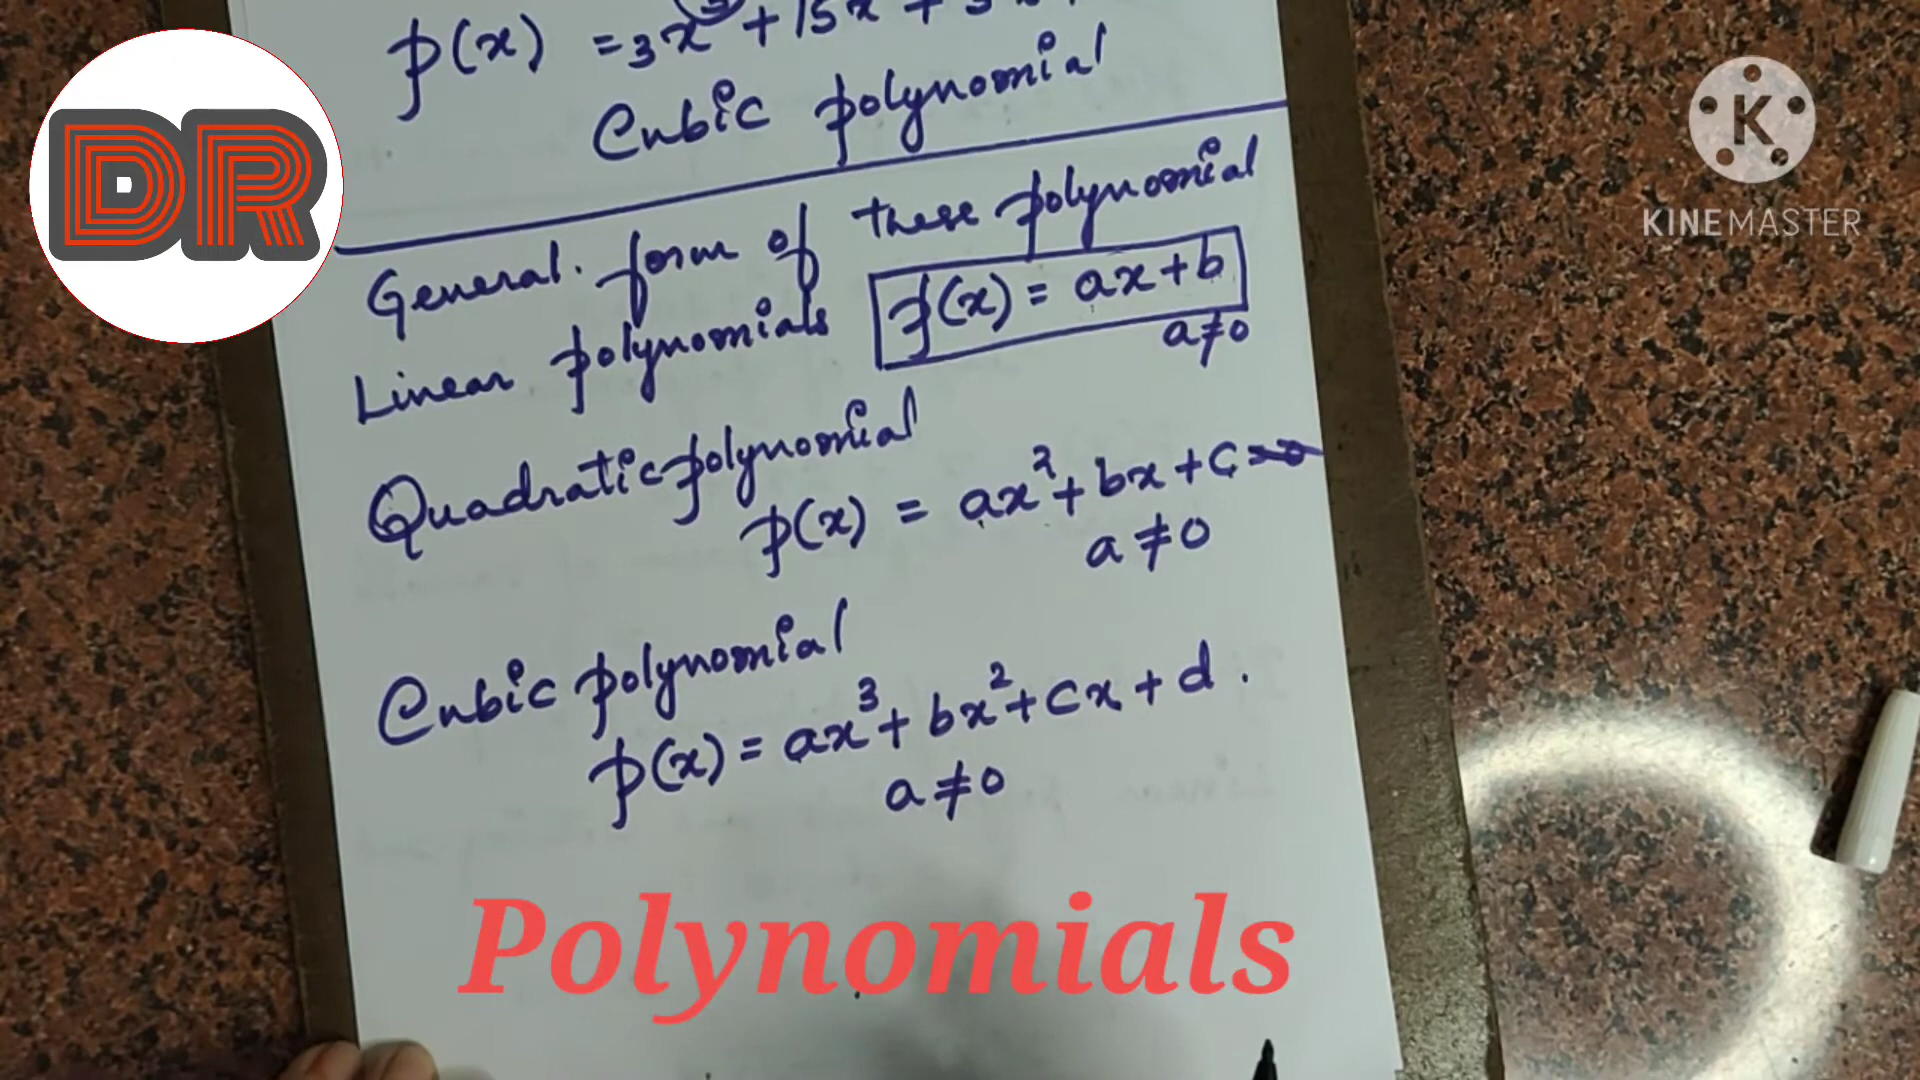 p(x) = 3x³ + 15x +
Cubic polynomial
General. form of these polynomial
Linear polynomials p(x) = ax+b
a≠0
Quadratic polynomial
p(x) = ax² + bx + c
a ≠ 0
Cubic polynomial
p(x) = ax³ + bx² + cx + d .
a ≠ 0
Polynomials
DR
K
KINEMASTER